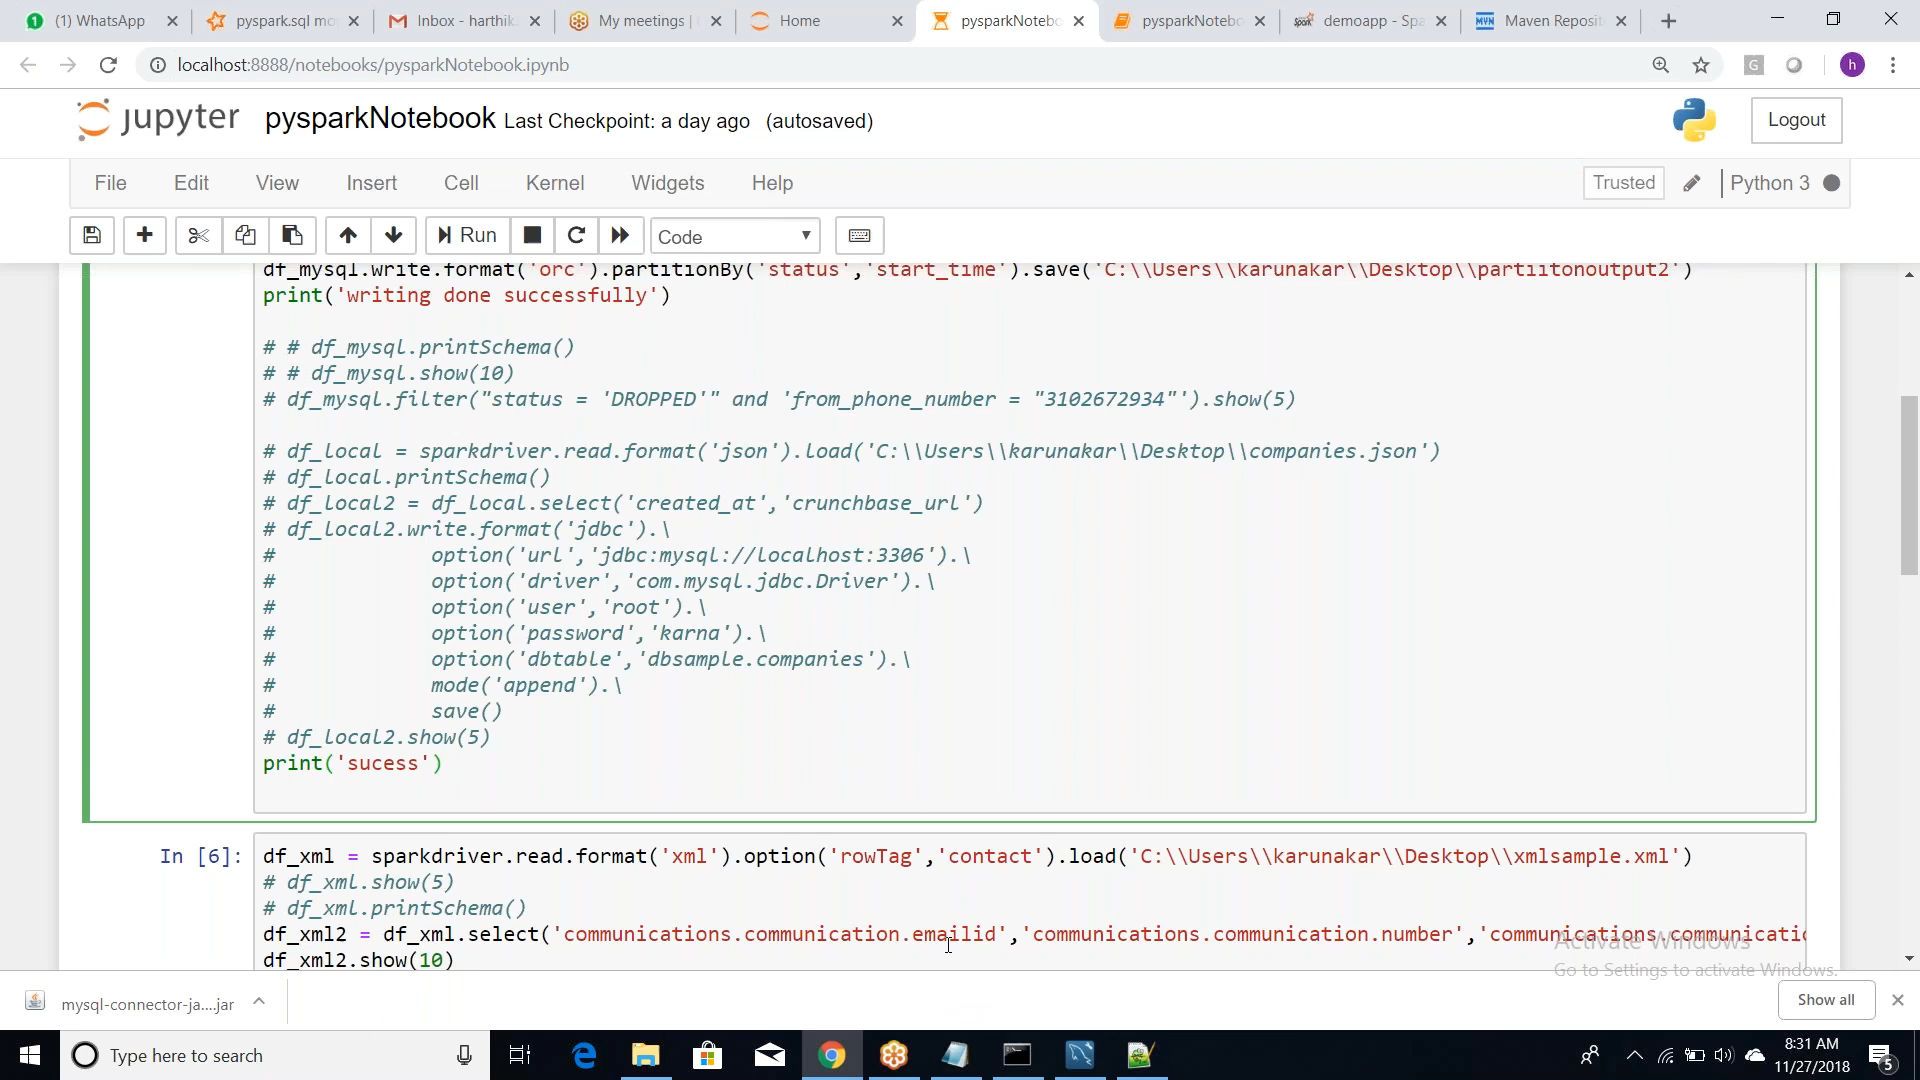 (1) WhatsApp
pyspark.sql mo
Inbox - harthik
My meetings |
Home
pysparkNotebo
pysparkNotebo
demoapp - Spa
Maven Reposit
localhost:8888/notebooks/pysparkNotebook.ipynb
G
h
jupyter
pysparkNotebook Last Checkpoint: a day ago (autosaved)
Logout
File Edit View Insert Cell Kernel Widgets Help
Trusted
Python 3
Run
Code
df_mysql.write.format('orc').partitionBy('status','start_time').save('C:\\Users\\karunakar\\Desktop\\partiitonoutput2')
print('writing done successfully')
# # df_mysql.printSchema()
# # df_mysql.show(10)
# df_mysql.filter("status = 'DROPPED'" and 'from_phone_number = "3102672934"').show(5)
# df_local = sparkdriver.read.format('json').load('C:\\Users\\karunakar\\Desktop\\companies.json')
# df_local.printSchema()
# df_local2 = df_local.select('created_at','crunchbase_url')
# df_local2.write.format('jdbc').\
# option('url','jdbc:mysql://localhost:3306').\
# option('driver','com.mysql.jdbc.Driver').\
# option('user','root').\
# option('password','karna').\
# option('dbtable','dbsample.companies').\
# mode('append').\
# save()
# df_local2.show(5)
print('sucess')
In [6]:
df_xml = sparkdriver.read.format('xml').option('rowTag','contact').load('C:\\Users\\karunakar\\Desktop\\xmlsample.xml')
# df_xml.show(5)
# df_xml.printSchema()
df_xml2 = df_xml.select('communications.communication.emailid','communications.communication.number','communications.communicatio
df_xml2.show(10)
Activate Windows
Go to Settings to activate Windows.
mysql-connector-ja....jar
Show all
Type here to search
8:31 AM
11/27/2018
5